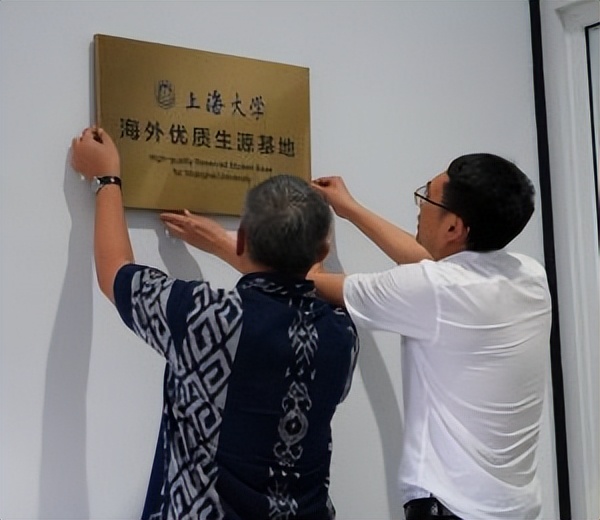 上海大学
海外优质生源基地
High-quality Reserved Student Base
for Shanghai University